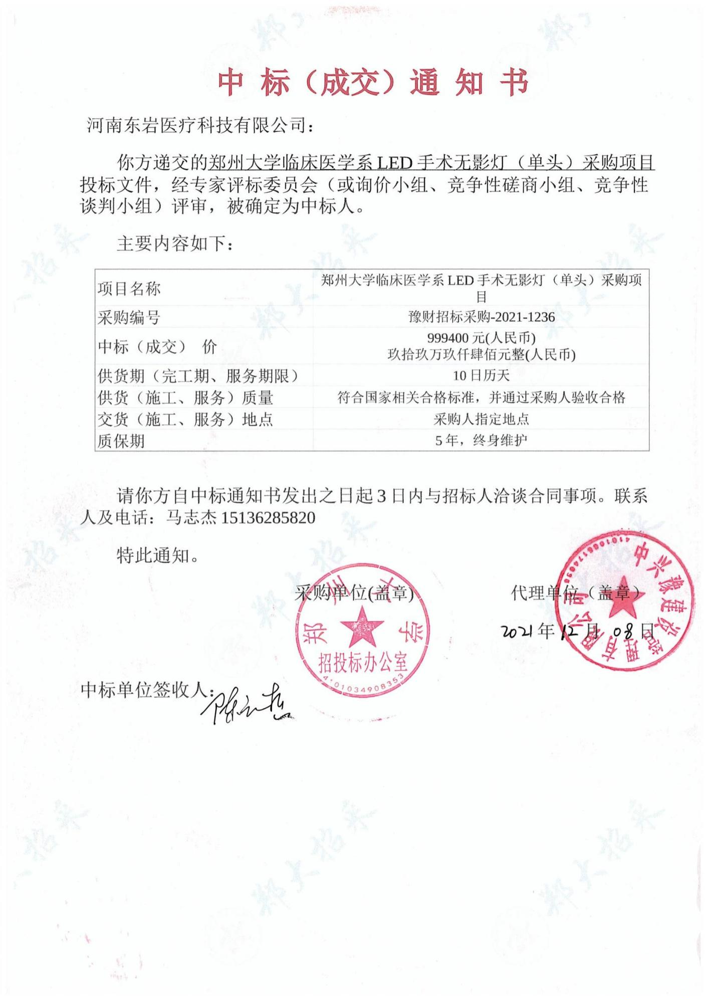 中 标（成交）通 知 书
河南东岩医疗科技有限公司：
你方递交的郑州大学临床医学系 LED 手术无影灯（单头）采购项目
投标文件，经专家评标委员会（或询价小组、竞争性磋商小组、竞争性
谈判小组）评审，被确定为中标人。
主要内容如下：
项目名称
郑州大学临床医学系 LED 手术无影灯（单头）采购项
目
采购编号
豫财招标采购-2021-1236
中标（成交） 价
999400 元(人民币)
玖拾玖万玖仟肆佰元整(人民币)
供货期（完工期、服务期限）
10 日历天
供货（施工、服务）质量
符合国家相关合格标准，并通过采购人验收合格
交货（施工、服务）地点
采购人指定地点
质保期
5 年，终身维护
请你方自中标通知书发出之日起 3 日内与招标人洽谈合同事项。联系
人及电话：马志杰 15136285820
特此通知。
采购单位(盖章)
代理单位（盖章）
2021 年 12 月 08 日
郑州大学
招投标办公室
4101034908353
中兴豫建设管理有限公司
中标单位签收人：
郑大招采